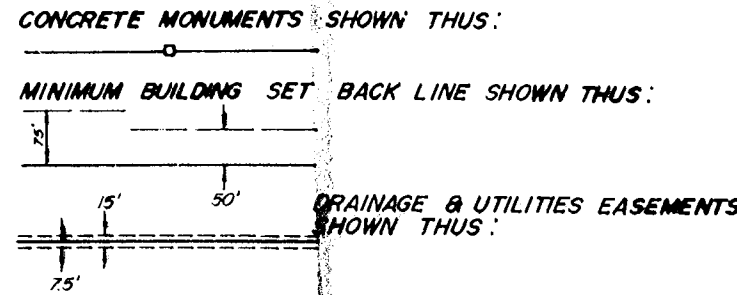 CONCRETE MONUMENTS SHOWN THUS:
MINIMUM BUILDING SET BACK LINE SHOWN THUS:
75'
50'
DRAINAGE & UTILITIES EASEMENTS
SHOWN THUS:
15'
7.5'